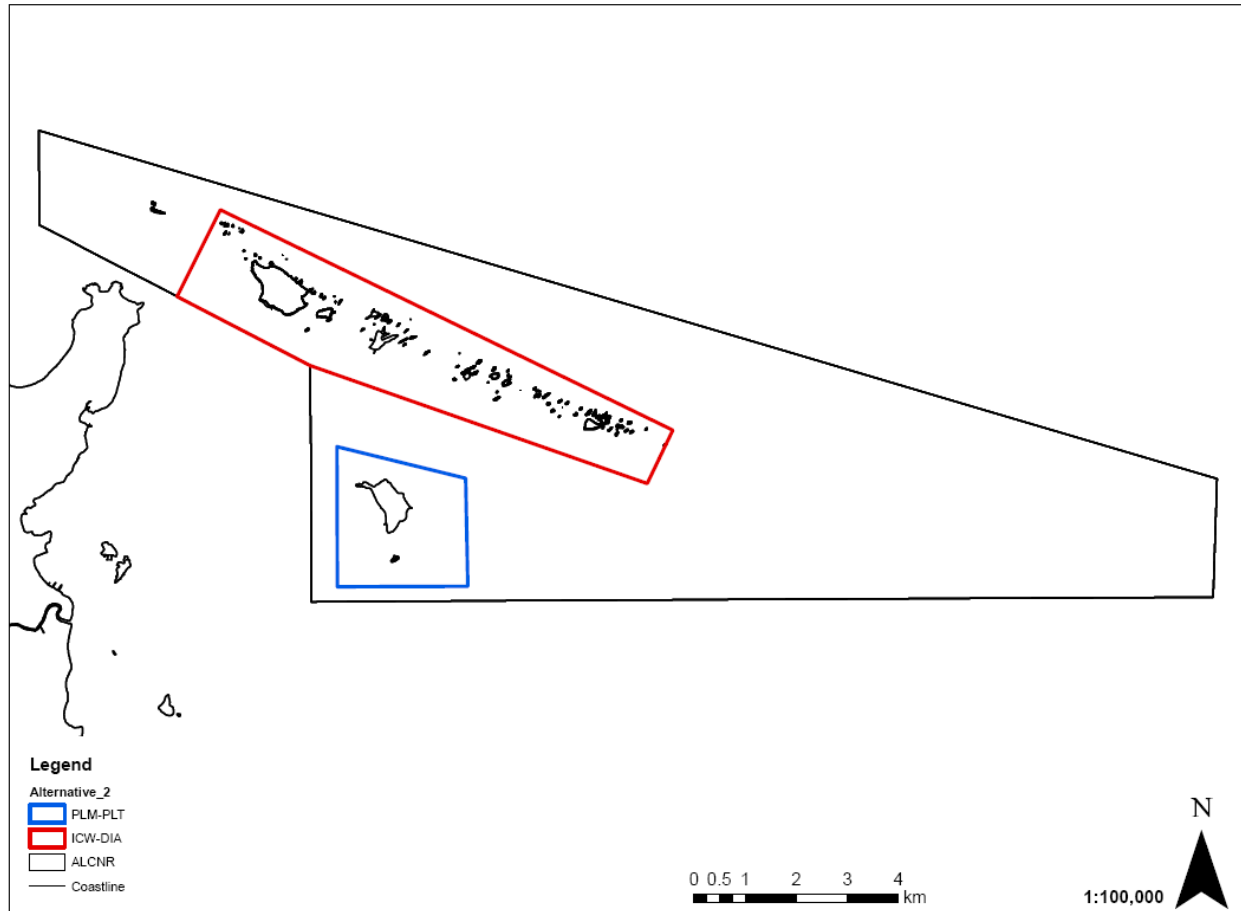 Legend
Alternative_2
PLM-PLT
ICW-DIA
ALCNR
Coastline
0 0.5 1 2 3 4
km
1:100,000
N